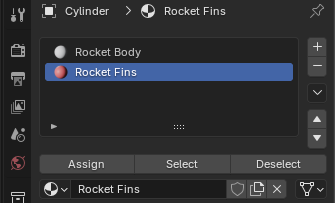 Cylinder Rocket Fins
Rocket Body
Rocket Fins
Assign Select Deselect
Rocket Fins